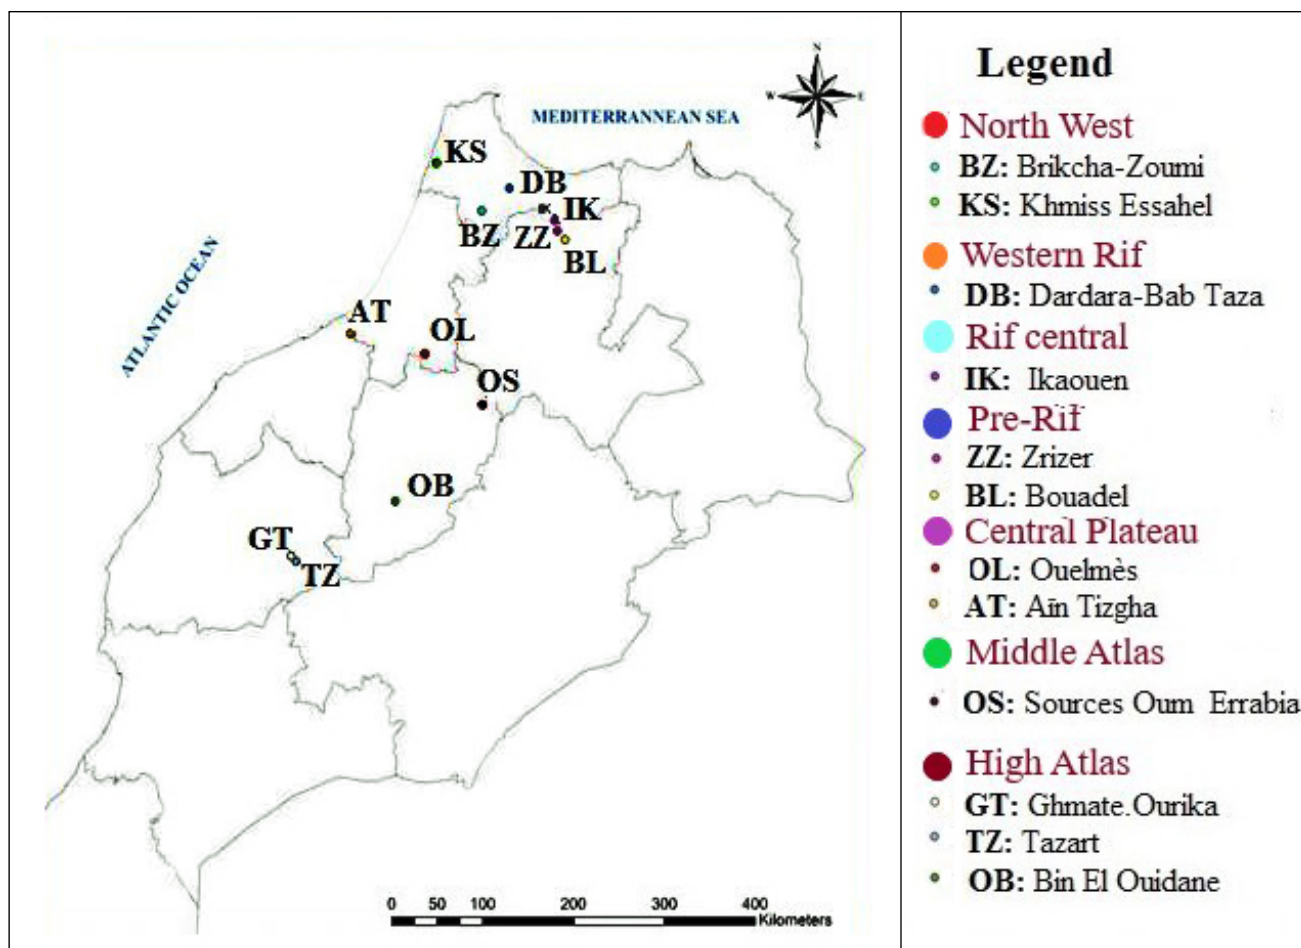 N
W
E
S
MEDITERRANNEAN SEA
KS
DB
IK
BZ
ZZ
BL
ATLANTIC OCEAN
AT
OL
OS
OB
GT
TZ
0 50 100 200 300 400
Kilometers
Legend
North West
BZ: Brikcha-Zoumi
KS: Khmiss Essahel
Western Rif
DB: Dardara-Bab Taza
Rif central
IK: Ikaouen
Pre-Rif
ZZ: Zrizer
BL: Bouadel
Central Plateau
OL: Ouelmès
AT: Aïn Tizgha
Middle Atlas
OS: Sources Oum Errabia
High Atlas
GT: Ghmate.Ourika
TZ: Tazart
OB: Bin El Ouidane